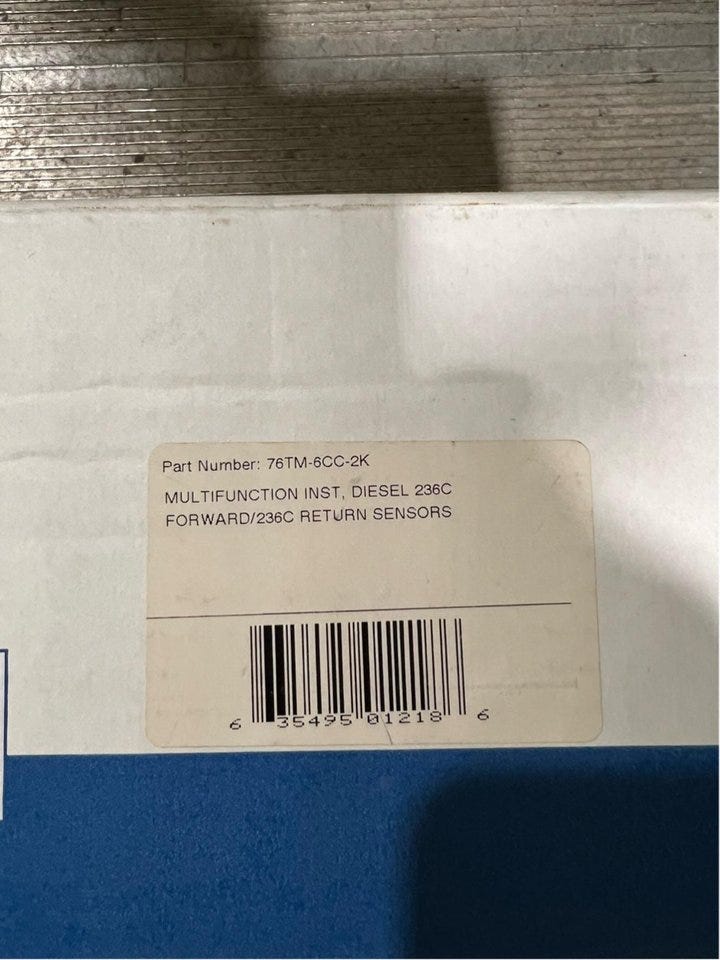 Part Number: 76TM-6CC-2K
MULTIFUNCTION INST, DIESEL 236C
FORWARD/236C RETURN SENSORS
6 35495 01218 6